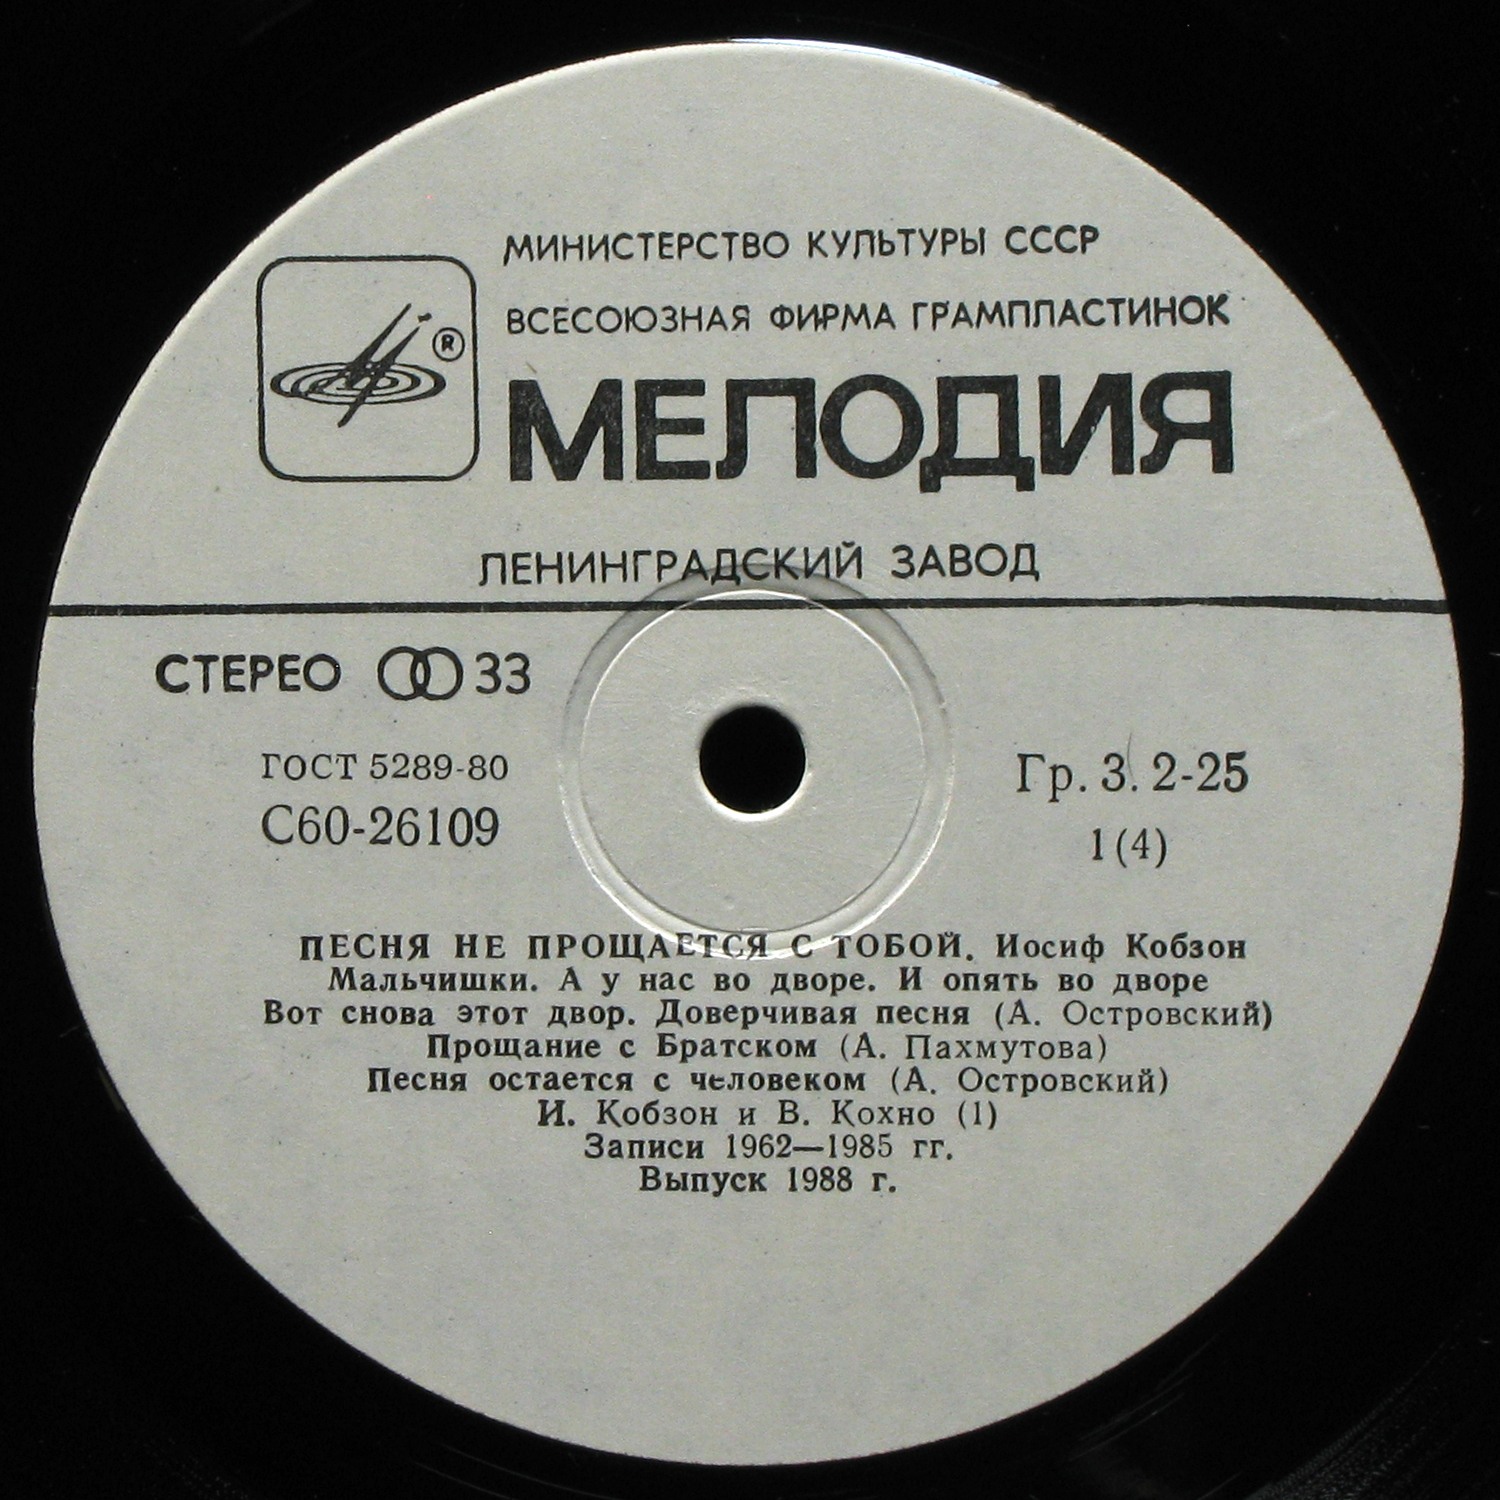 МИНИСТЕРСТВО КУЛЬТУРЫ СССР
ВСЕСОЮЗНАЯ ФИРМА ГРАМПЛАСТИНОК
®
МЕЛОДИЯ
ЛЕНИНГРАДСКИЙ ЗАВОД
СТЕРЕО 33
ГОСТ 5289-80
Гр. 3. 2-25
С60-26109
1 (4)
ПЕСНЯ НЕ ПРОЩАЕТСЯ С ТОБОЙ. Иосиф Кобзон
Мальчишки. А у нас во дворе. И опять во дворе
Вот снова этот двор. Доверчивая песня (А. Островский)
Прощание с Братском (А. Пахмутова)
Песня остается с человеком (А. Островский)
И. Кобзон и В. Кохно (1)
Записи 1962—1985 гг.
Выпуск 1988 г.